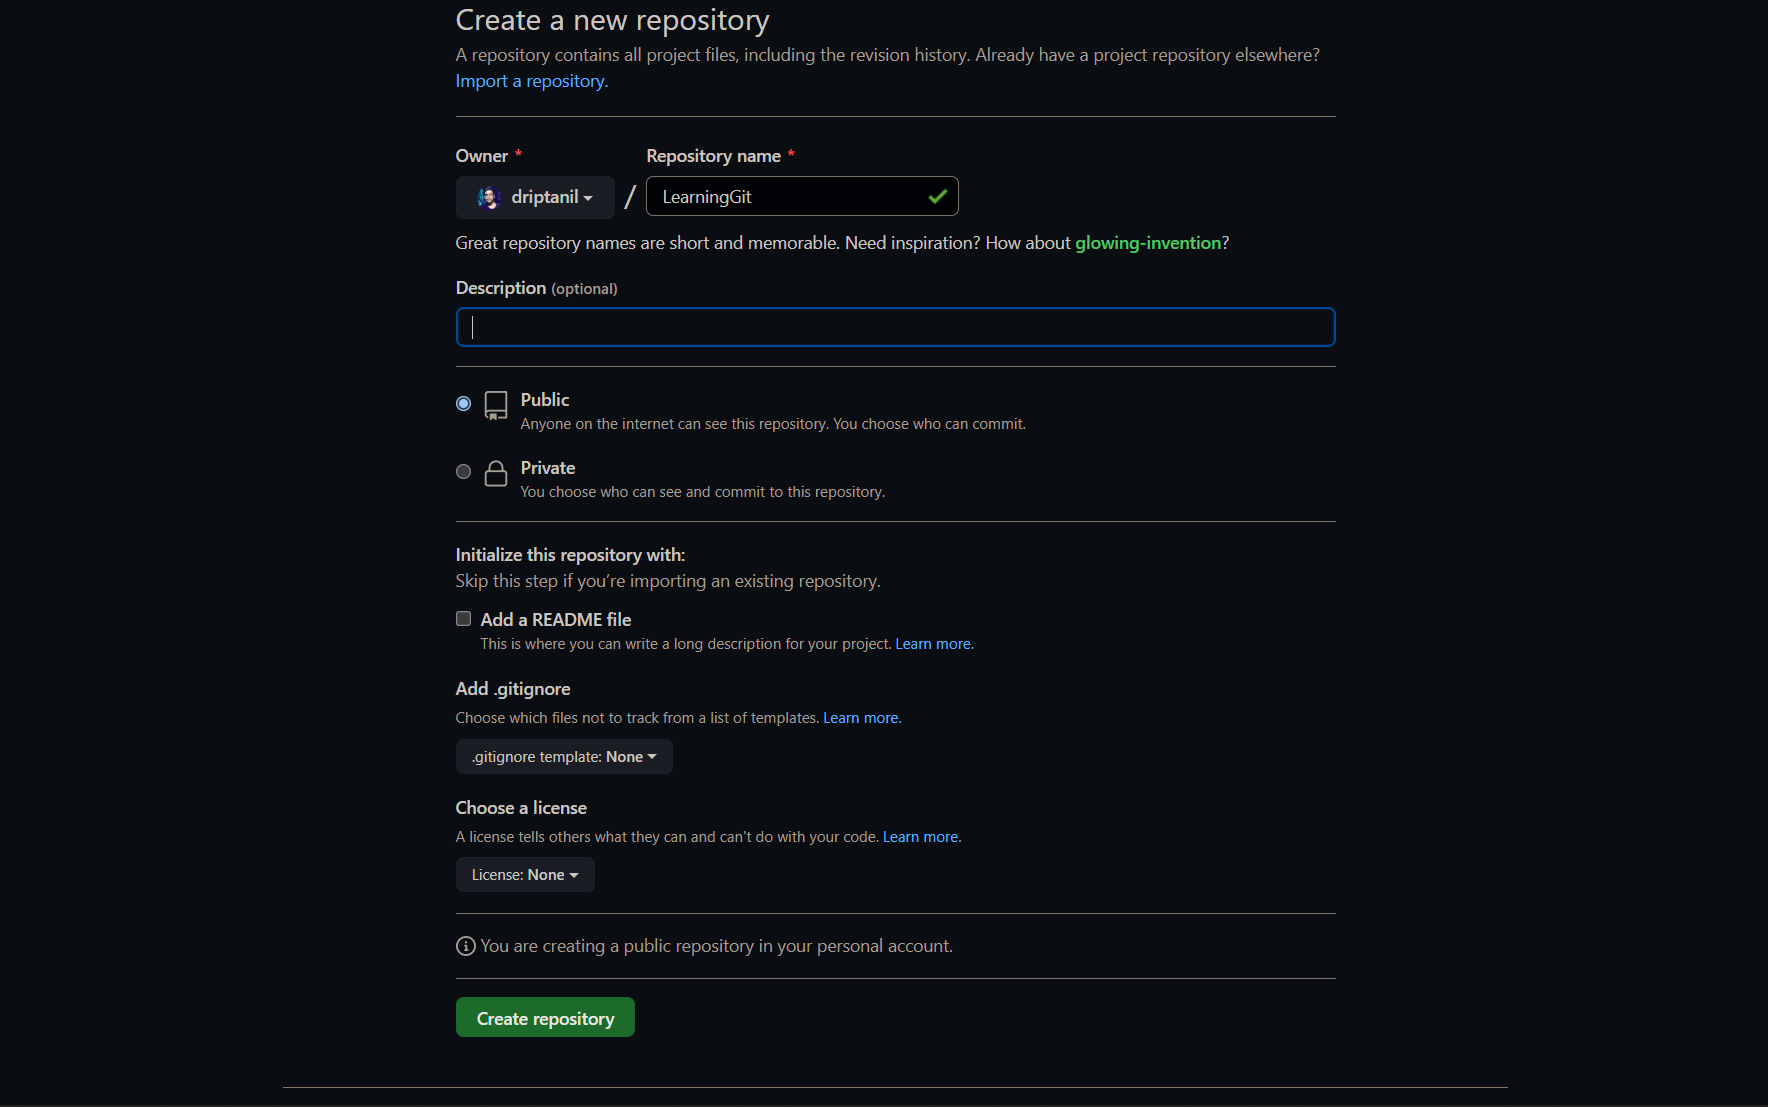 Create a new repository
A repository contains all project files, including the revision history. Already have a project repository elsewhere?
Import a repository.
Owner * Repository name *
driptanil / LearningGit
Great repository names are short and memorable. Need inspiration? How about glowing-invention?
Description (optional)
Public
Anyone on the internet can see this repository. You choose who can commit.
Private
You choose who can see and commit to this repository.
Initialize this repository with:
Skip this step if you’re importing an existing repository.
Add a README file
This is where you can write a long description for your project. Learn more.
Add .gitignore
Choose which files not to track from a list of templates. Learn more.
.gitignore template: None
Choose a license
A license tells others what they can and can't do with your code. Learn more.
License: None
You are creating a public repository in your personal account.
Create repository